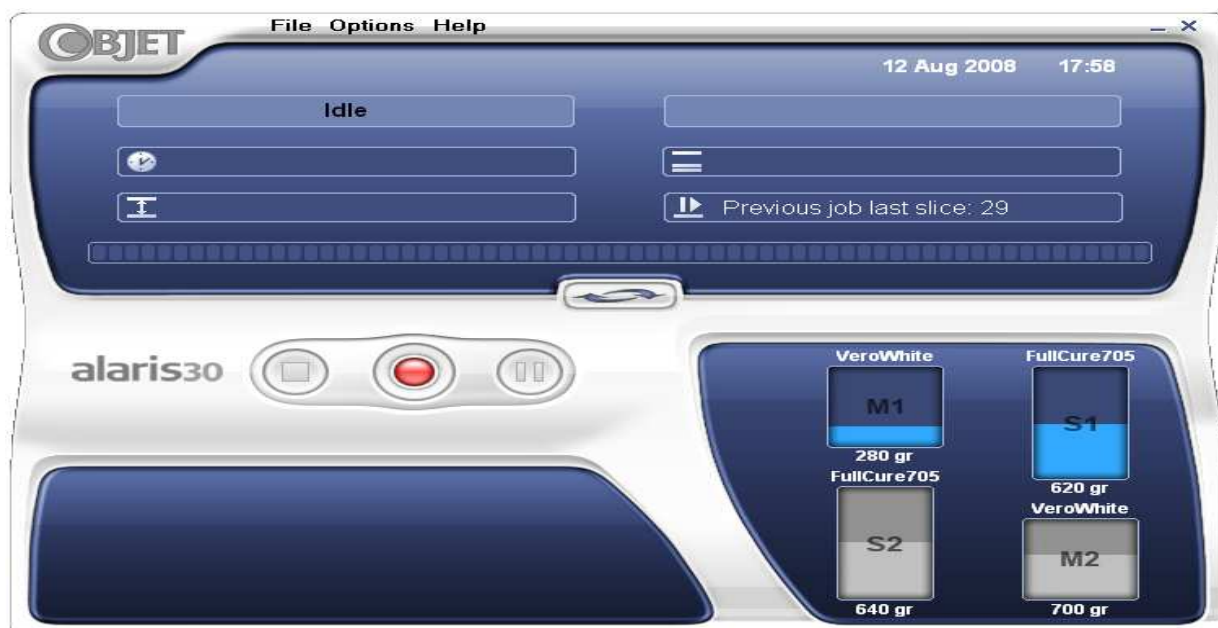 OBJET
File Options Help
12 Aug 2008 17:58
Idle
Previous job last slice: 29
alaris30
VeroWhite
M1
280 gr
FullCure705
S1
620 gr
FullCure705
S2
640 gr
VeroWhite
M2
700 gr